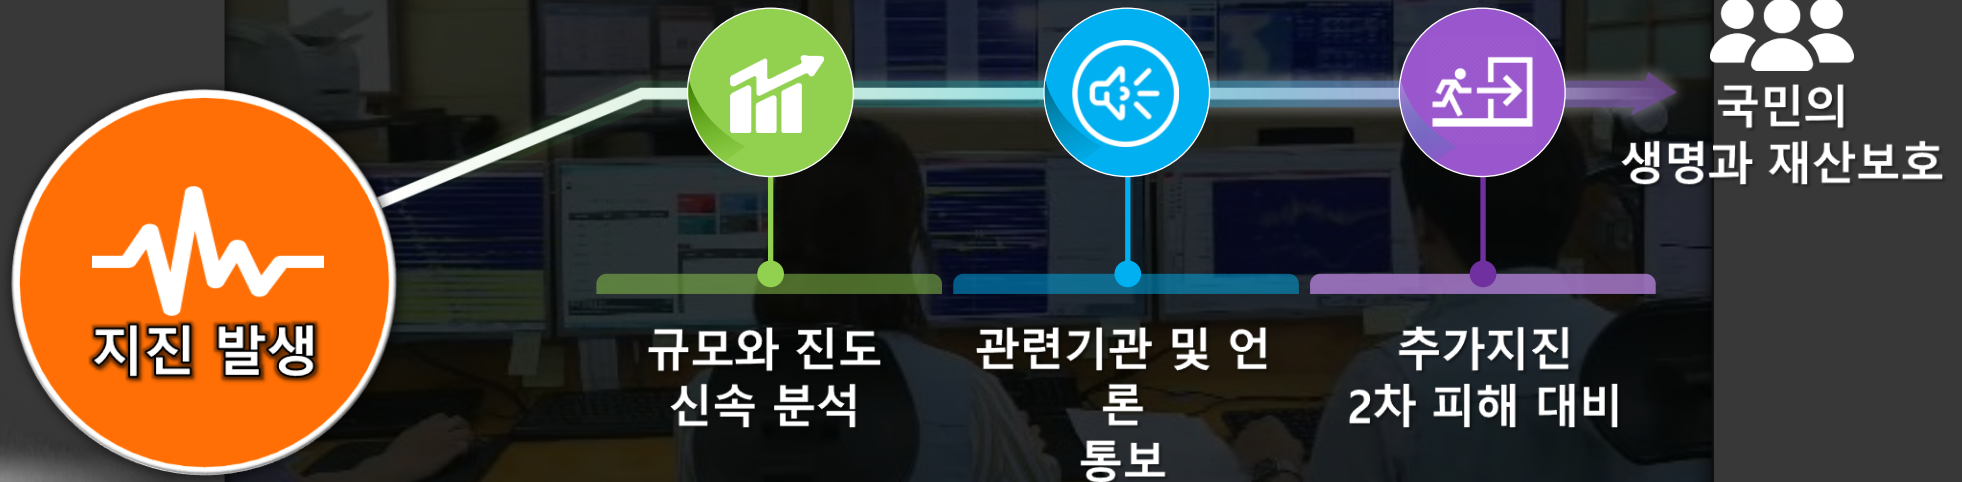 지진 발생
규모와 진도
신속 분석
관련기관 및 언
론
통보
추가지진
2차 피해 대비
국민의
생명과 재산보호